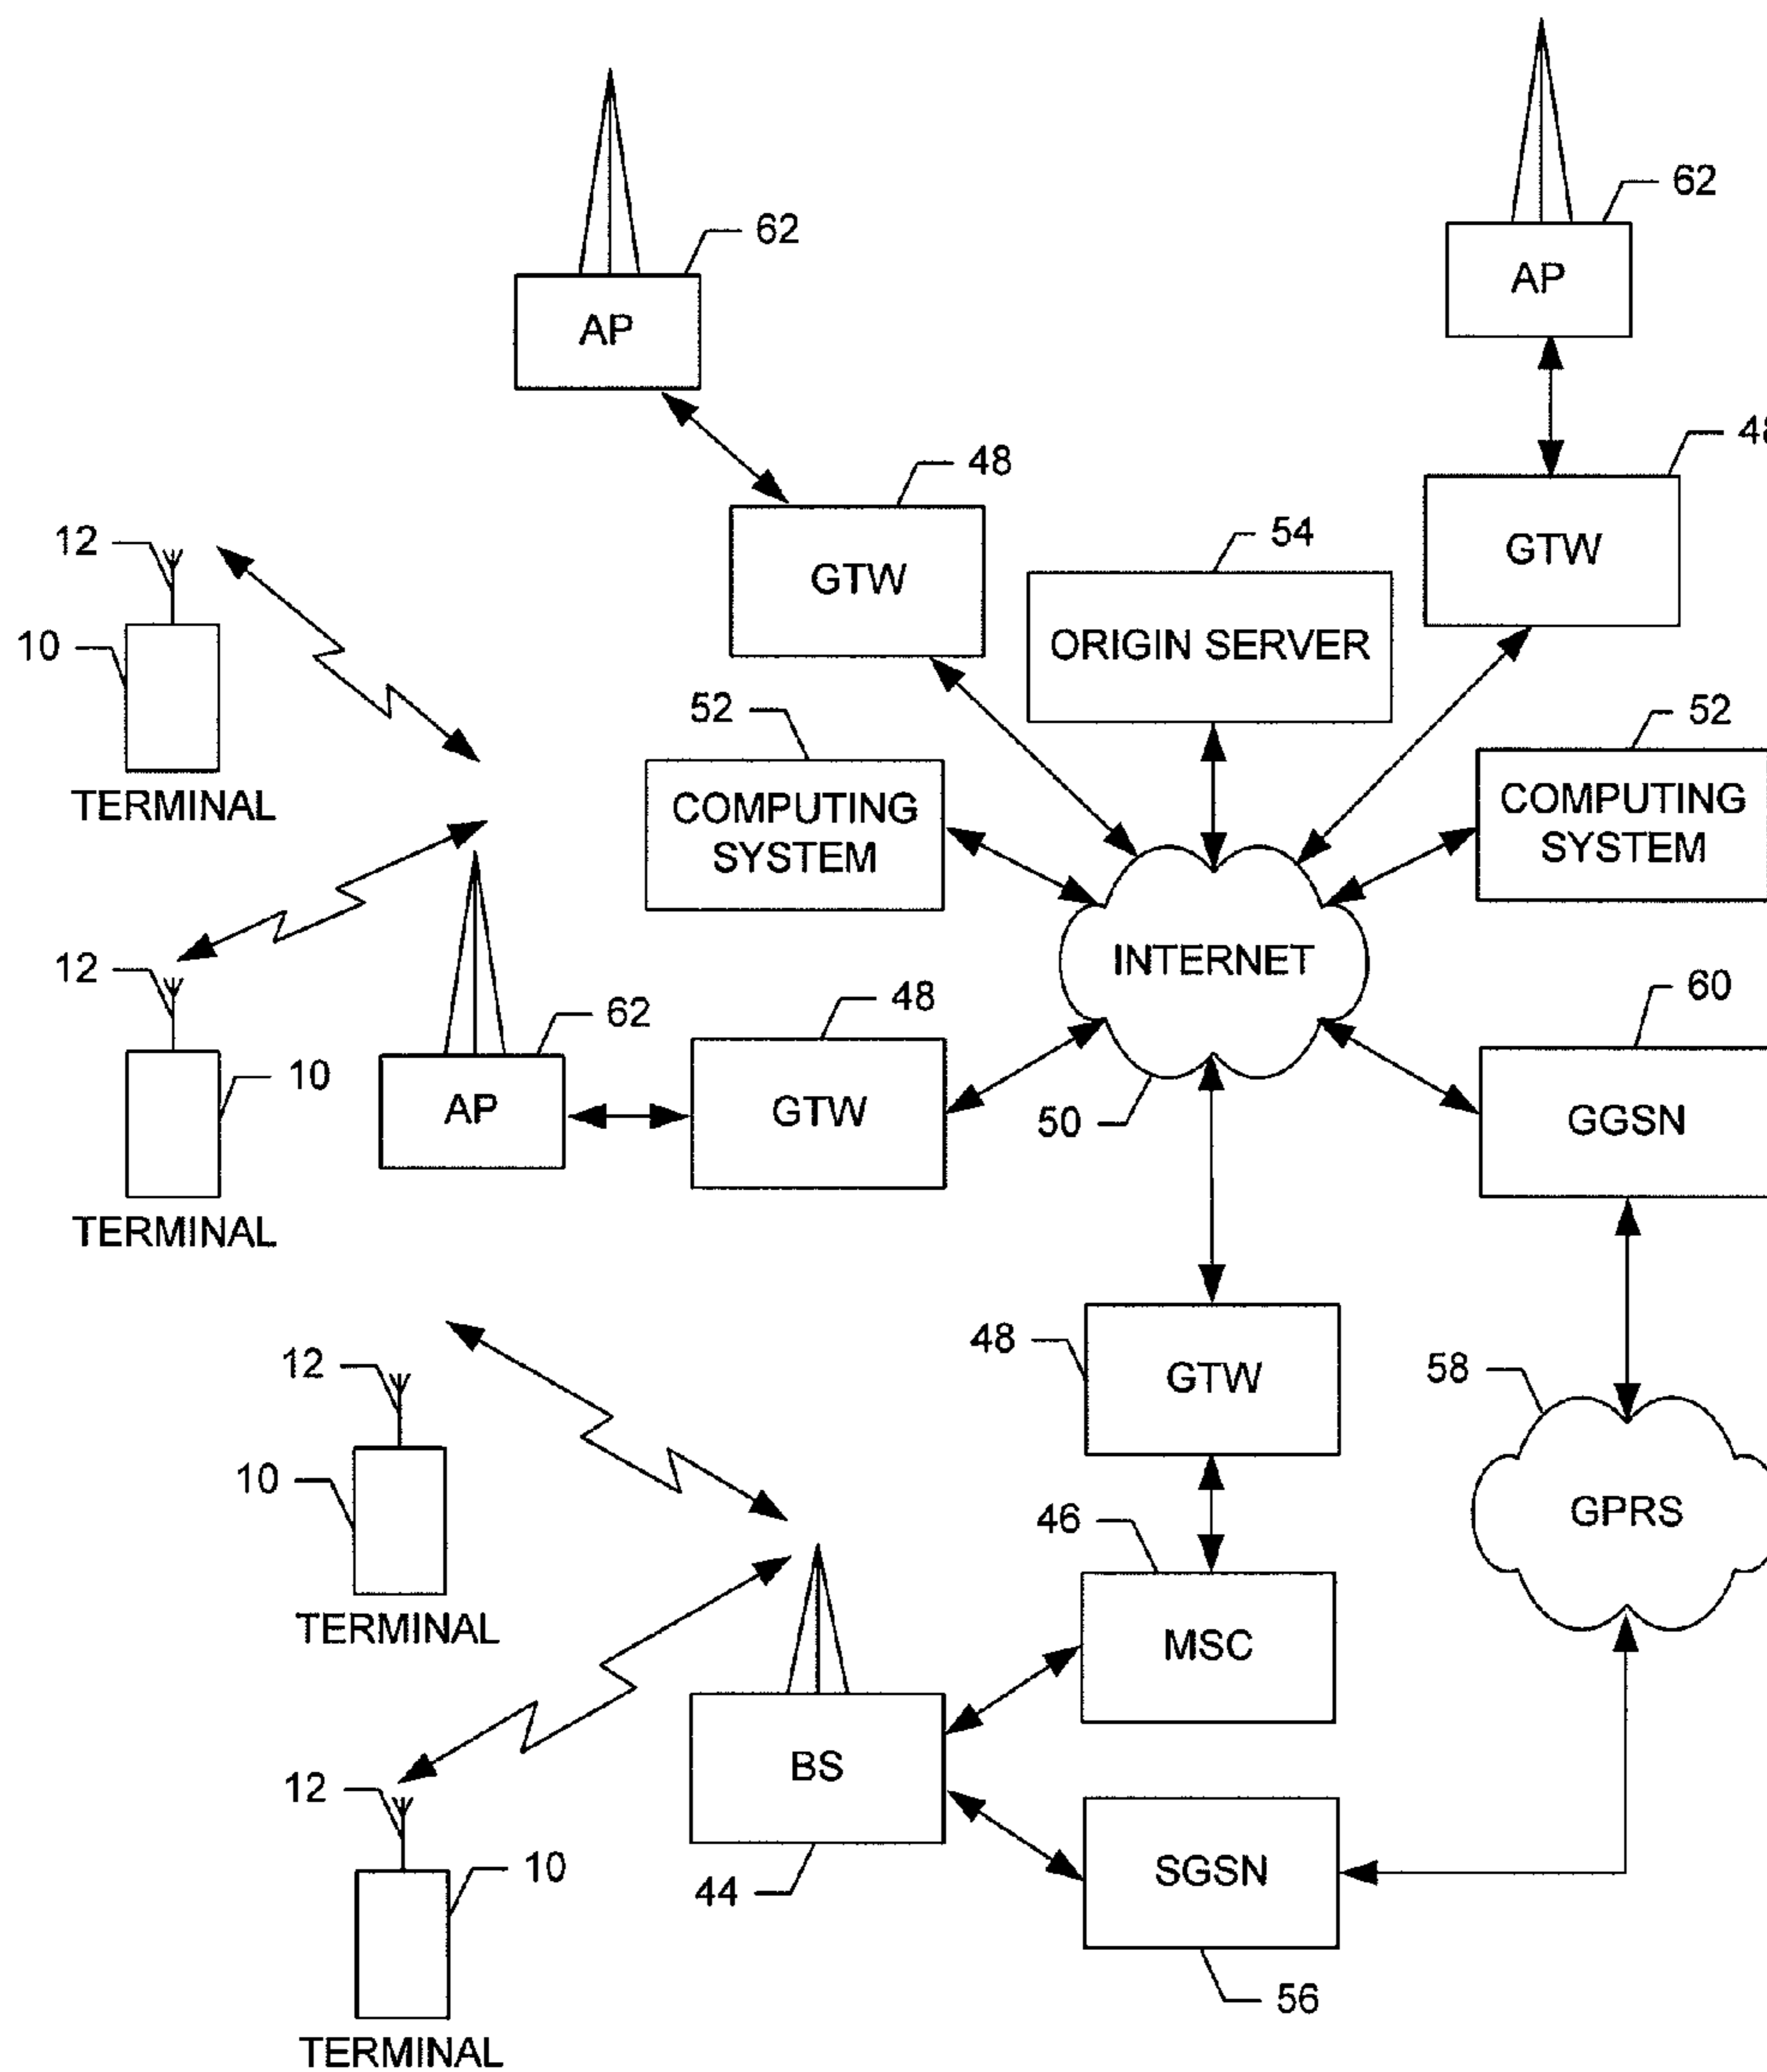 62
AP
62
AP
48
GTW
48
GTW
54
ORIGIN SERVER
12
10
TERMINAL
52
COMPUTING
SYSTEM
52
COMPUTING
SYSTEM
INTERNET
50
12
10
TERMINAL
62
AP
48
GTW
60
GGSN
48
GTW
58
GPRS
12
10
TERMINAL
46
MSC
BS
44
12
10
TERMINAL
SGSN
56